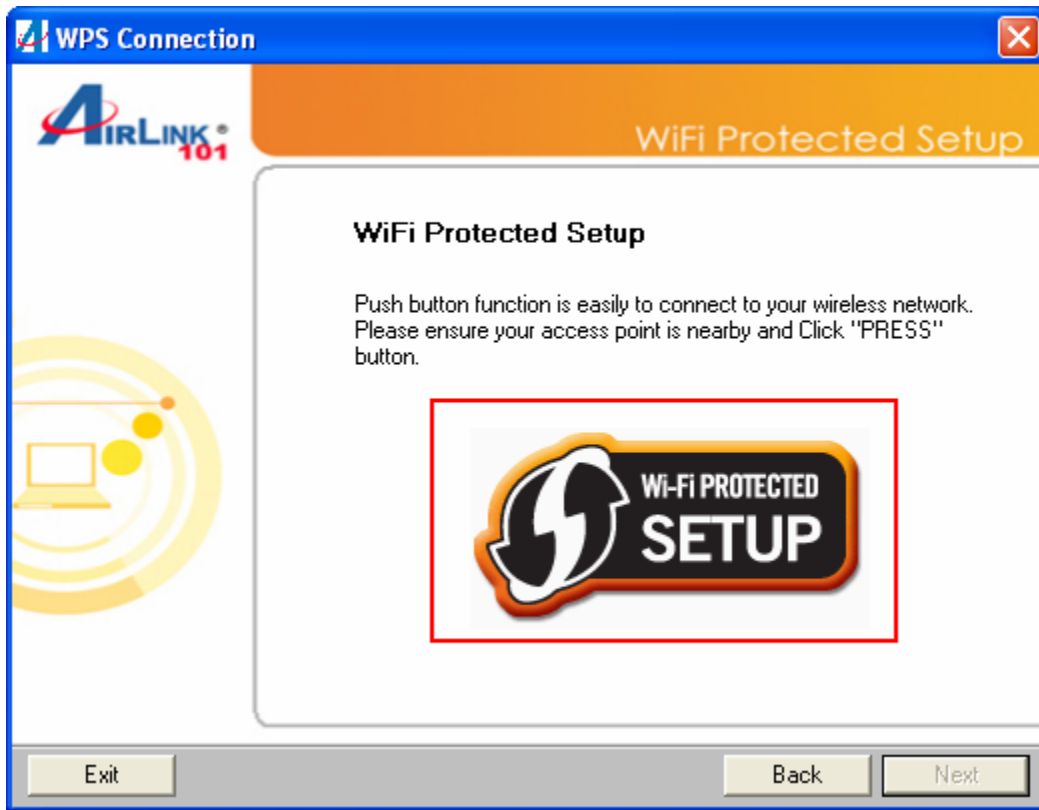 WPS Connection
AIRLINK® 101
WiFi Protected Setup
WiFi Protected Setup
Push button function is easily to connect to your wireless network.
Please ensure your access point is nearby and Click "PRESS"
button.
Wi-Fi PROTECTED
SETUP
Exit
Back
Next